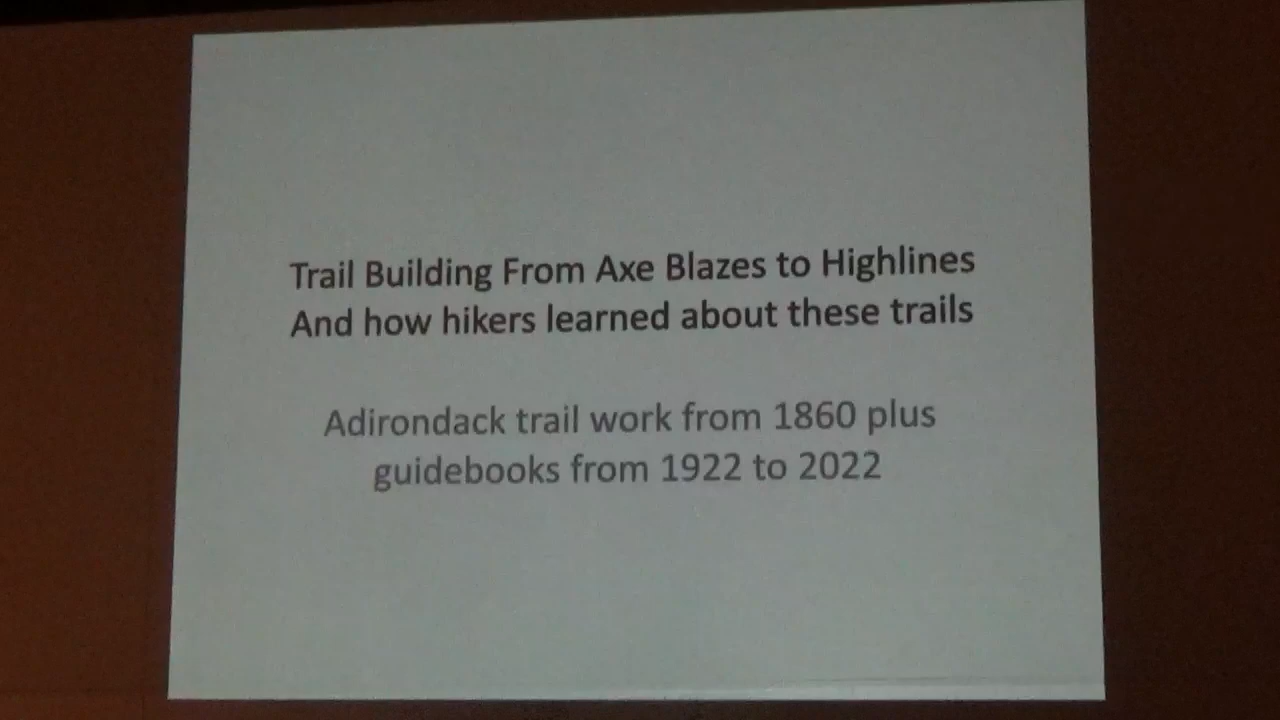 Trail Building From Axe Blazes to Highlines
And how hikers learned about these trails
Adirondack trail work from 1860 plus
guidebooks from 1922 to 2022